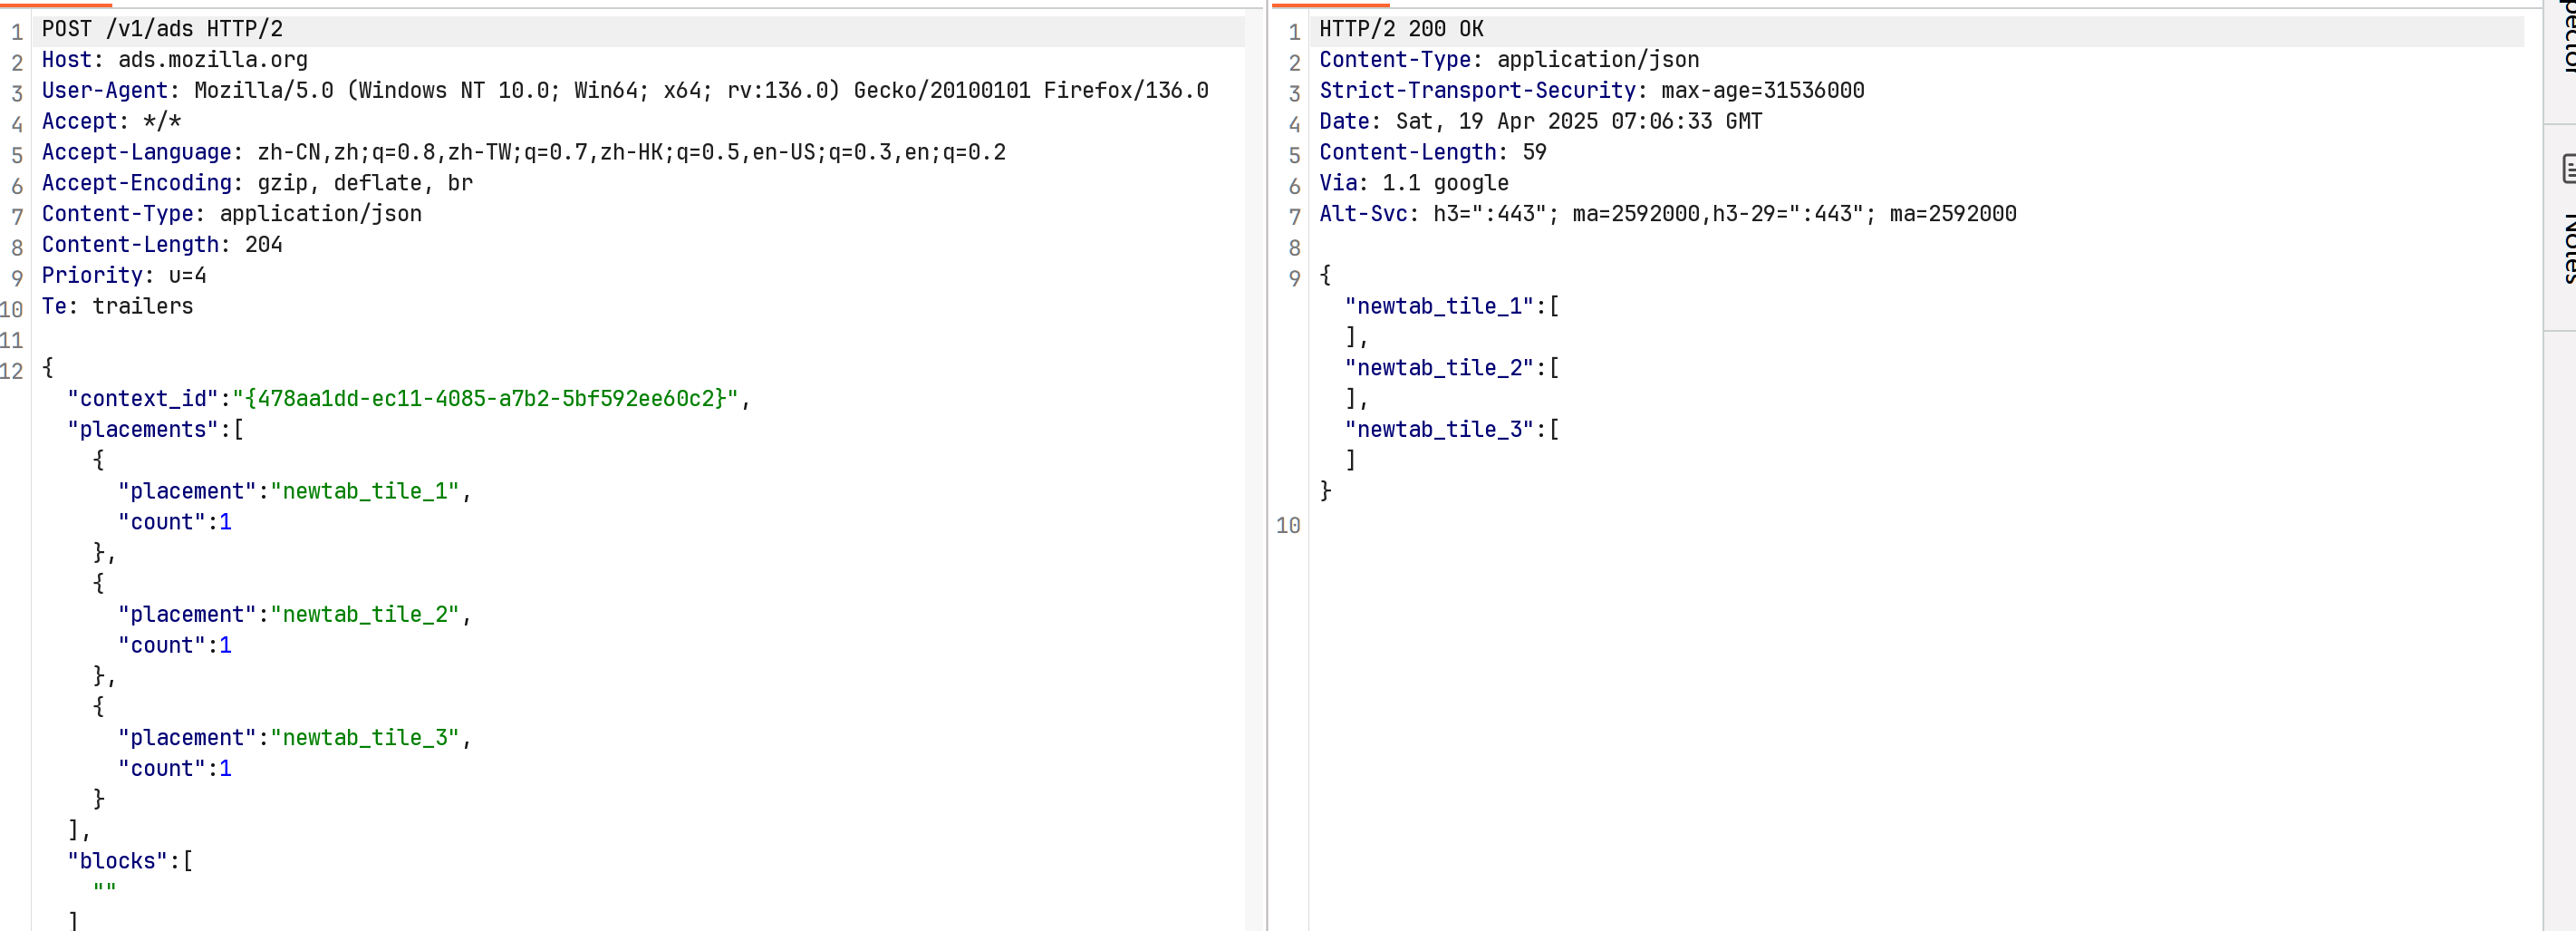 1 POST /v1/ads HTTP/2
2 Host: ads.mozilla.org
3 User-Agent: Mozilla/5.0 (Windows NT 10.0; Win64; x64; rv:136.0) Gecko/20100101 Firefox/136.0
4 Accept: */*
5 Accept-Language: zh-CN,zh;q=0.8,zh-TW;q=0.7,zh-HK;q=0.5,en-US;q=0.3,en;q=0.2
6 Accept-Encoding: gzip, deflate, br
7 Content-Type: application/json
8 Content-Length: 204
9 Priority: u=4
10 Te: trailers
11
12 {
"context_id":"{478aa1dd-ec11-4085-a7b2-5bf592ee60c2}",
"placements":[
{
"placement":"newtab_tile_1",
"count":1
},
{
"placement":"newtab_tile_2",
"count":1
},
{
"placement":"newtab_tile_3",
"count":1
}
],
"blocks":[
""
]
1 HTTP/2 200 OK
2 Content-Type: application/json
3 Strict-Transport-Security: max-age=31536000
4 Date: Sat, 19 Apr 2025 07:06:33 GMT
5 Content-Length: 59
6 Via: 1.1 google
7 Alt-Svc: h3=":443"; ma=2592000,h3-29=":443"; ma=2592000
8
9 {
"newtab_tile_1":[
],
"newtab_tile_2":[
],
"newtab_tile_3":[
]
}
10
Notes